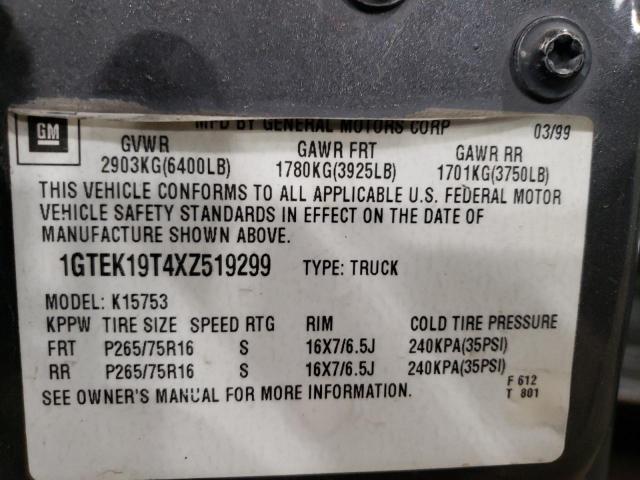 GM
MFD BY GENERAL MOTORS CORP 03/99
GVWR GAWR FRT GAWR RR
2903KG(6400LB) 1780KG(3925LB) 1701KG(3750LB)
THIS VEHICLE CONFORMS TO ALL APPLICABLE U.S. FEDERAL MOTOR
VEHICLE SAFETY STANDARDS IN EFFECT ON THE DATE OF
MANUFACTURE SHOWN ABOVE.
1GTEK19T4XZ519299 TYPE: TRUCK
MODEL: K15753
KPPW TIRE SIZE SPEED RTG RIM COLD TIRE PRESSURE
FRT P265/75R16 S 16X7/6.5J 240KPA(35PSI)
RR P265/75R16 S 16X7/6.5J 240KPA(35PSI)
SEE OWNER'S MANUAL FOR MORE INFORMATION.
F 612
T 801